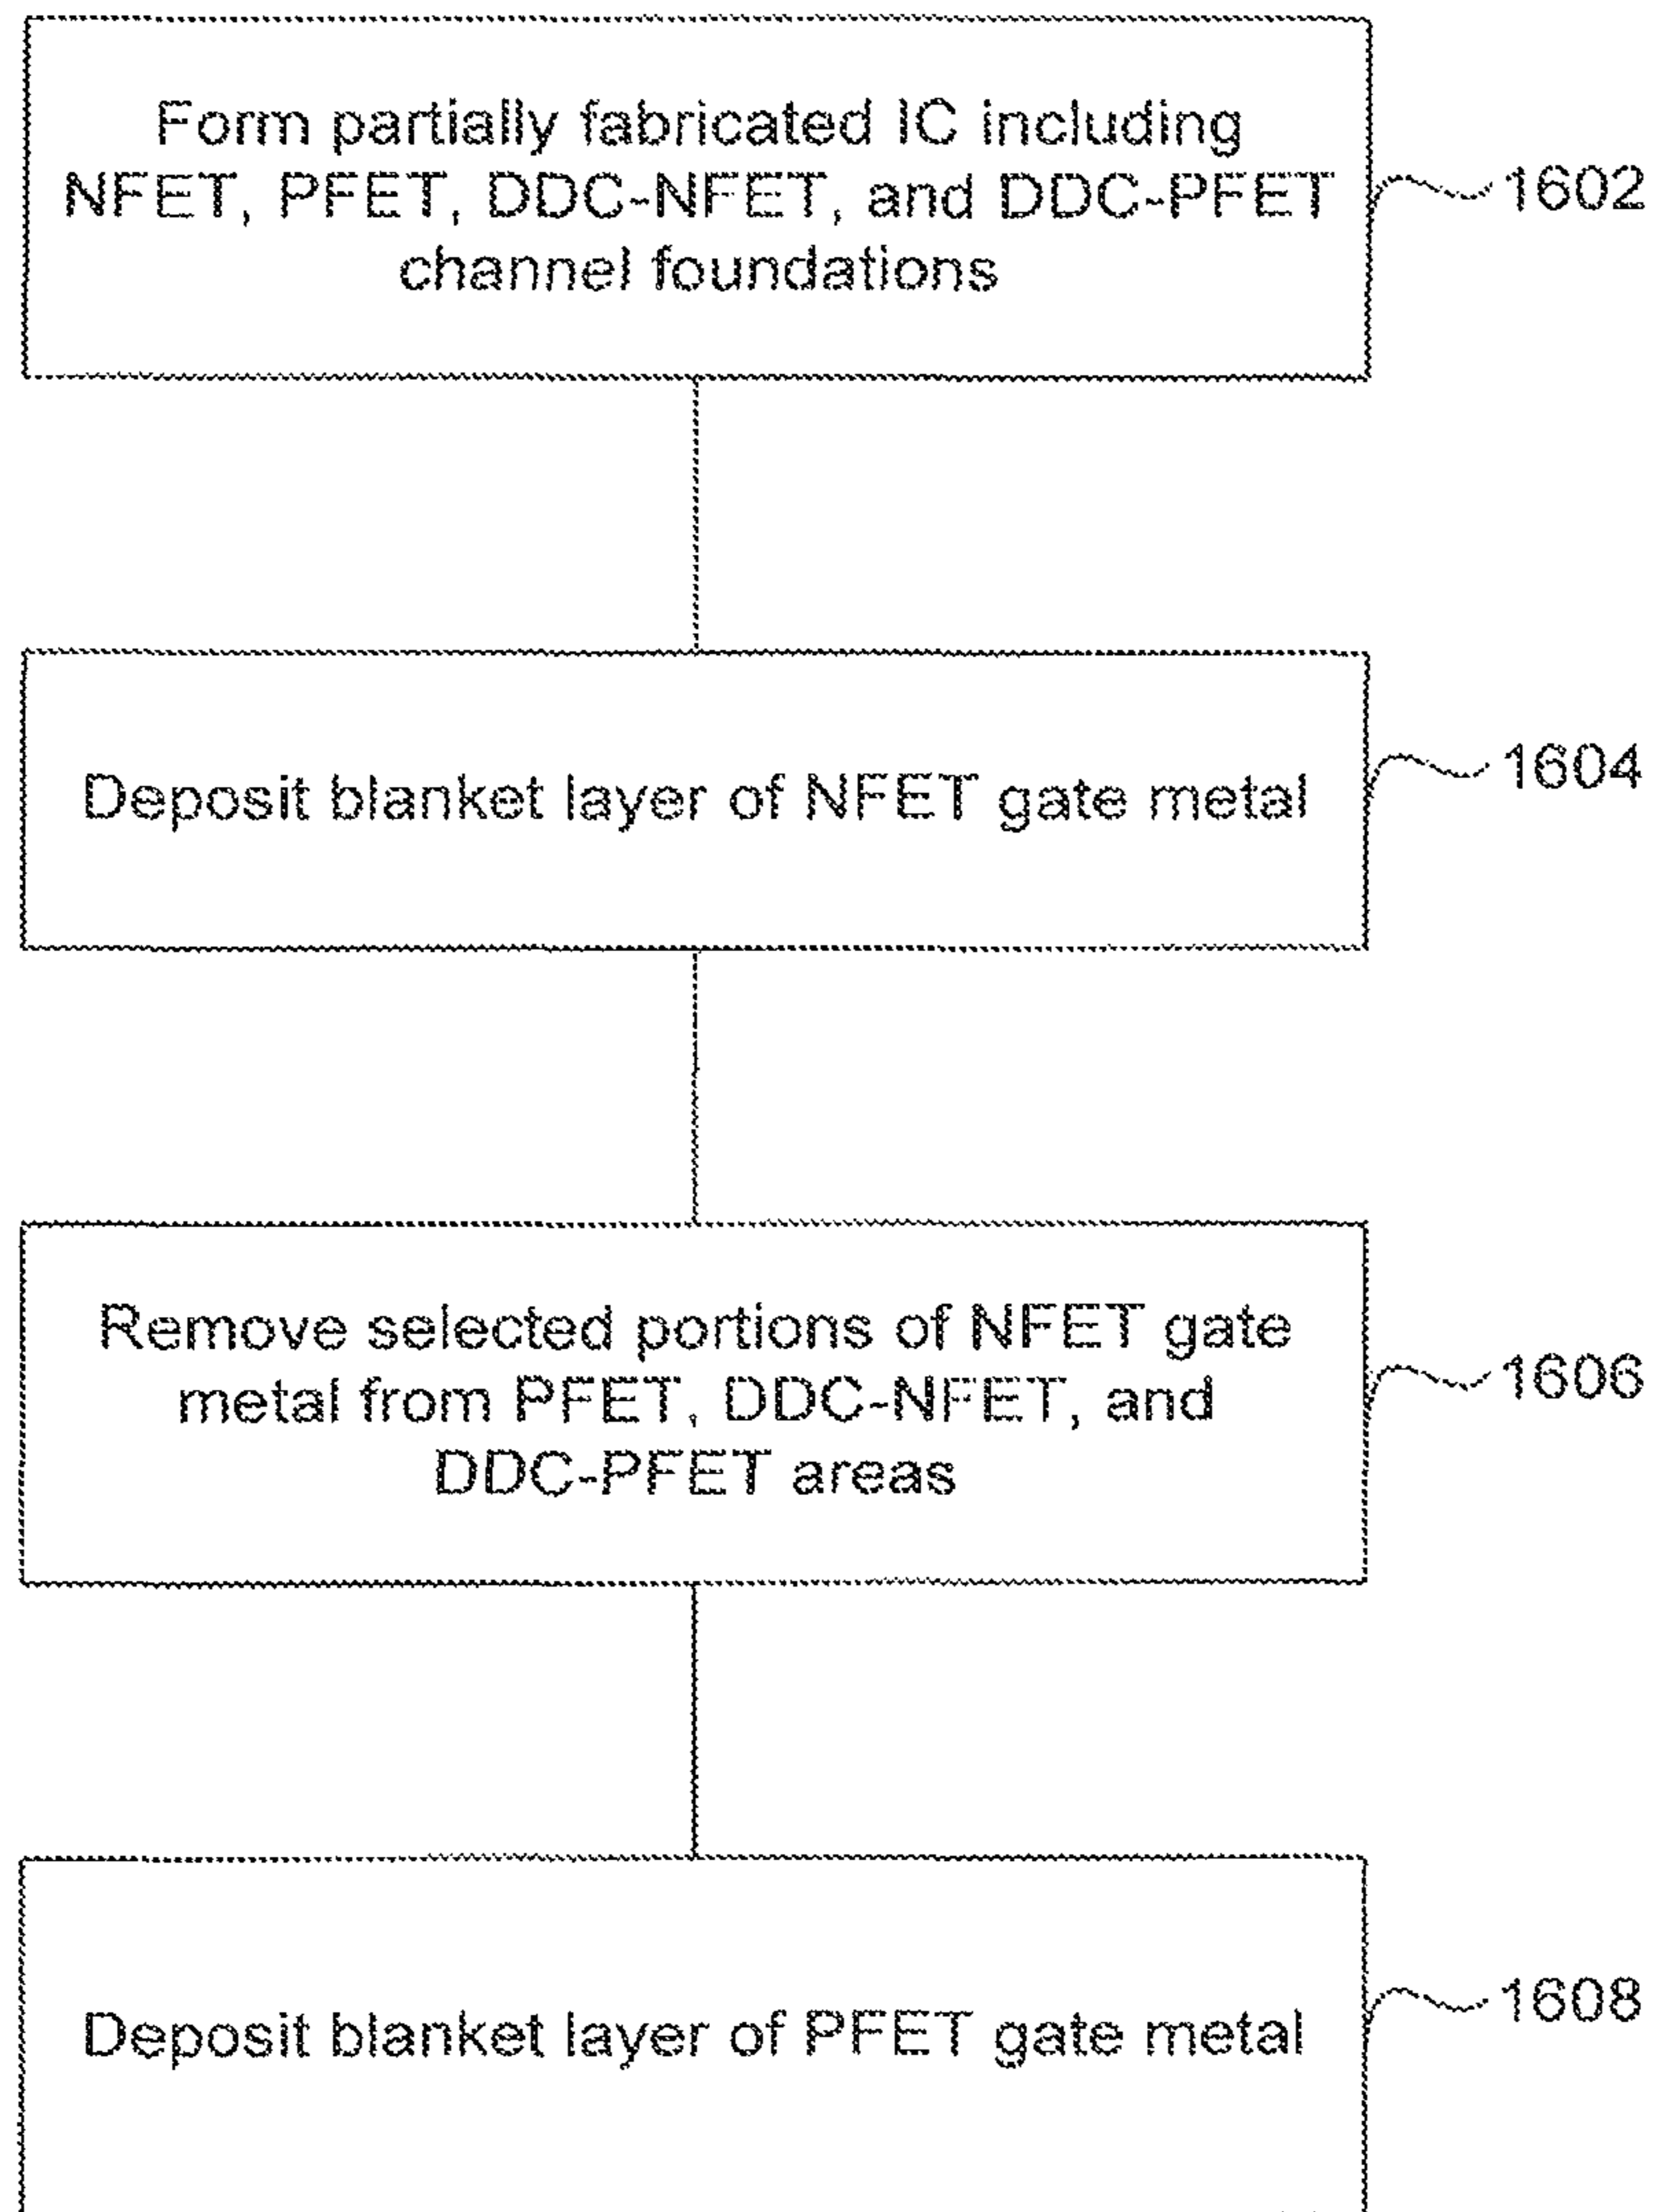 Form partially fabricated IC including
NFET, PFET, DDC-NFET, and DDC-PFET
channel foundations
1602
Deposit blanket layer of NFET gate metal
1604
Remove selected portions of NFET gate
metal from PFET, DDC-NFET, and
DDC-PFET areas
1606
Deposit blanket layer of PFET gate metal
1608